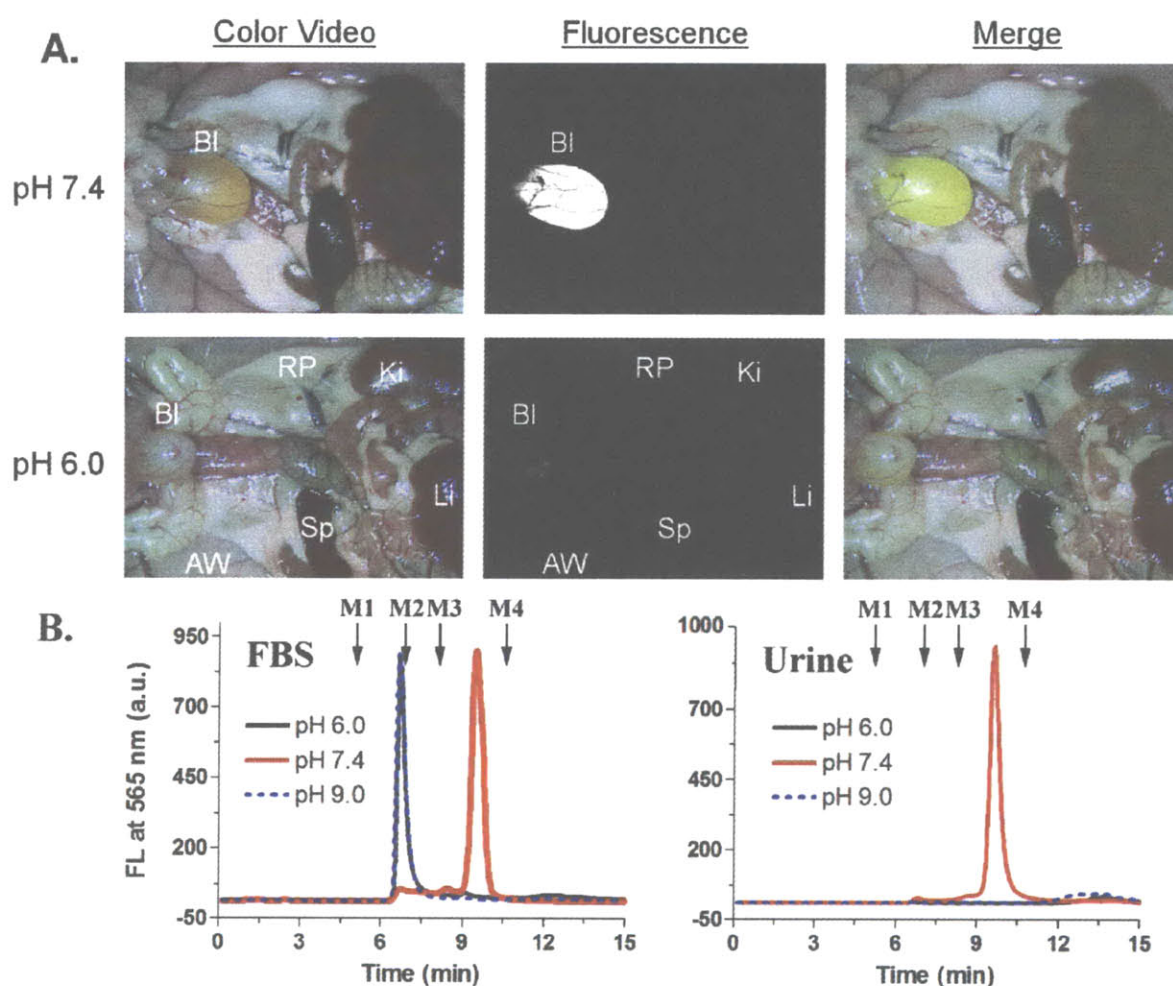 A.
Color Video
Fluorescence
Merge
pH 7.4
Bl
Bl
pH 6.0
RP
Ki
Bl
Li
Sp
AW
RP
Ki
Bl
Li
Sp
AW
B.
M1 M2 M3 M4
FBS
pH 6.0
pH 7.4
pH 9.0
FL at 565 nm (a.u.)
950
700
450
200
-50
0 3 6 9 12 15
Time (min)
M1 M2 M3 M4
Urine
pH 6.0
pH 7.4
pH 9.0
1000
700
450
200
-50
0 3 6 9 12 15
Time (min)